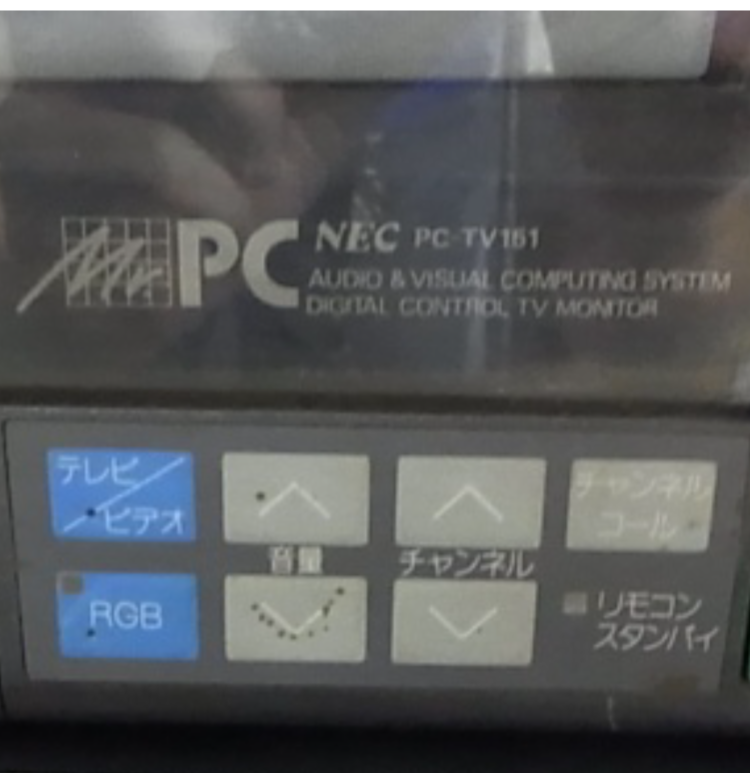 Mr. PC
NEC PC-TV151
AUDIO & VISUAL COMPUTING SYSTEM
DIGITAL CONTROL TV MONITOR
テレビ/
ビデオ
チャンネル
コール
音量
チャンネル
RGB
リモコン
スタンバイ